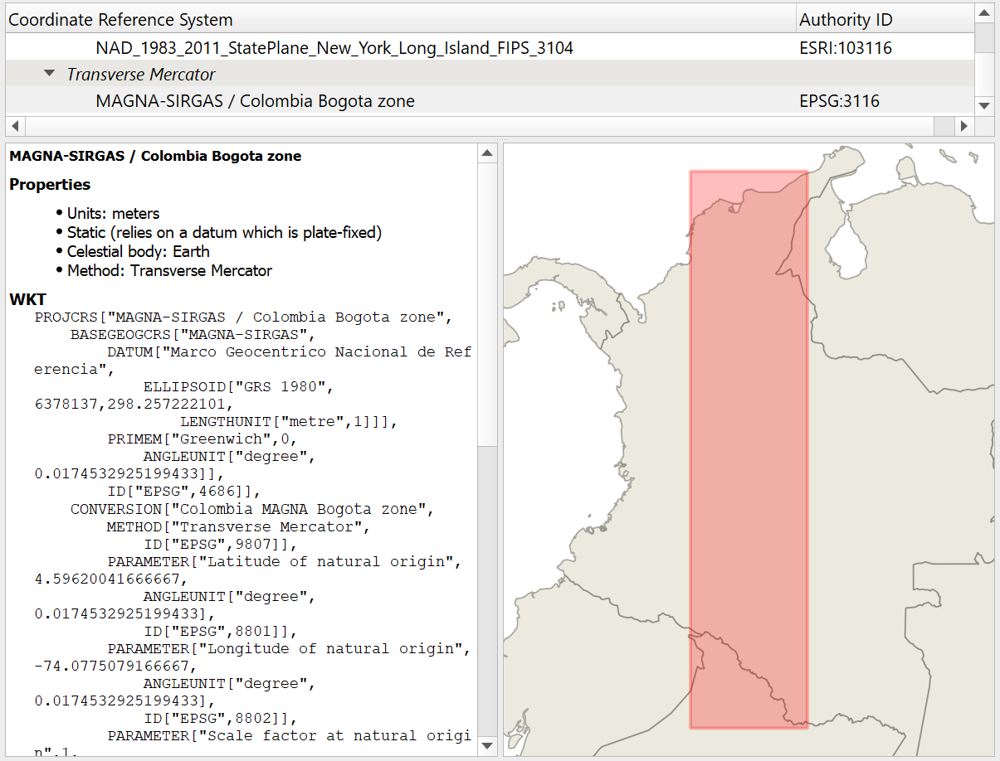 Coordinate Reference System Authority ID
NAD_1983_2011_StatePlane_New_York_Long_Island_FIPS_3104 ESRI:103116
Transverse Mercator
MAGNA-SIRGAS / Colombia Bogota zone EPSG:3116
MAGNA-SIRGAS / Colombia Bogota zone
Properties
• Units: meters
• Static (relies on a datum which is plate-fixed)
• Celestial body: Earth
• Method: Transverse Mercator
WKT
PROJCRS["MAGNA-SIRGAS / Colombia Bogota zone",
BASEGEOGCRS["MAGNA-SIRGAS",
DATUM["Marco Geocentrico Nacional de Ref
erencia",
ELLIPSOID["GRS 1980",
6378137,298.257222101,
LENGTHUNIT["metre",1]]],
PRIMEM["Greenwich",0,
ANGLEUNIT["degree",
0.0174532925199433]],
ID["EPSG",4686]],
CONVERSION["Colombia MAGNA Bogota zone",
METHOD["Transverse Mercator",
ID["EPSG",9807]],
PARAMETER["Latitude of natural origin",
4.59620041666667,
ANGLEUNIT["degree",
0.0174532925199433],
ID["EPSG",8801]],
PARAMETER["Longitude of natural origin",
-74.0775079166667,
ANGLEUNIT["degree",
0.0174532925199433],
ID["EPSG",8802]],
PARAMETER["Scale factor at natural origi
n",1,